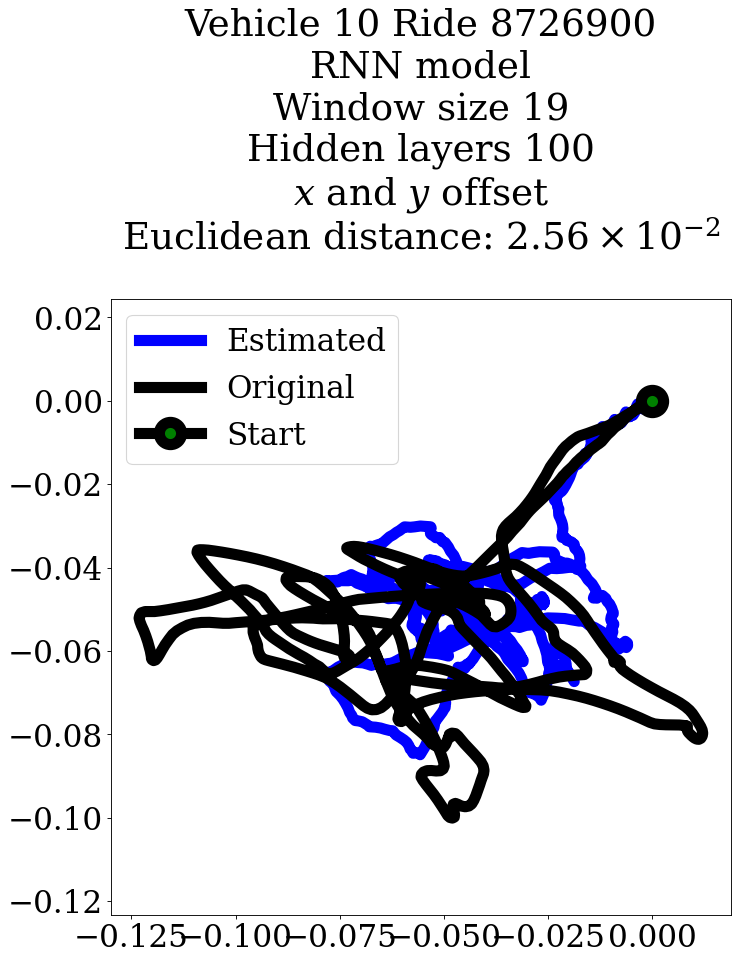 Vehicle 10 Ride 8726900
RNN model
Window size 19
Hidden layers 100
x and y offset
Euclidean distance: 2.56 × 10⁻²
Estimated
Original
Start
0.02
0.00
−0.02
−0.04
−0.06
−0.08
−0.10
−0.12
−0.125 −0.100 −0.075 −0.050 −0.025 0.000